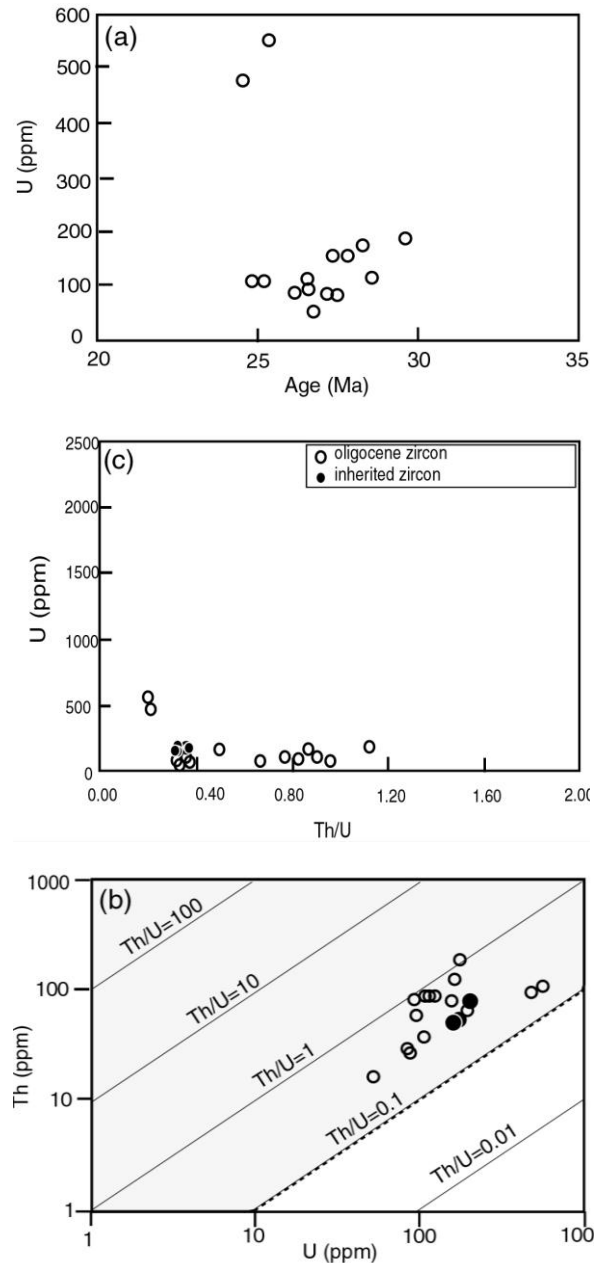 (a)
600
500
400
300
200
100
0
U (ppm)
20 25 30 35
Age (Ma)
(c)
oligocene zircon
inherited zircon
2500
2000
1500
1000
500
0
U (ppm)
0.00 0.40 0.80 1.20 1.60 2.00
Th/U
(b)
1000
100
10
1
Th (ppm)
Th/U=100
Th/U=10
Th/U=1
Th/U=0.1
Th/U=0.01
1 10 100 100
U (ppm)